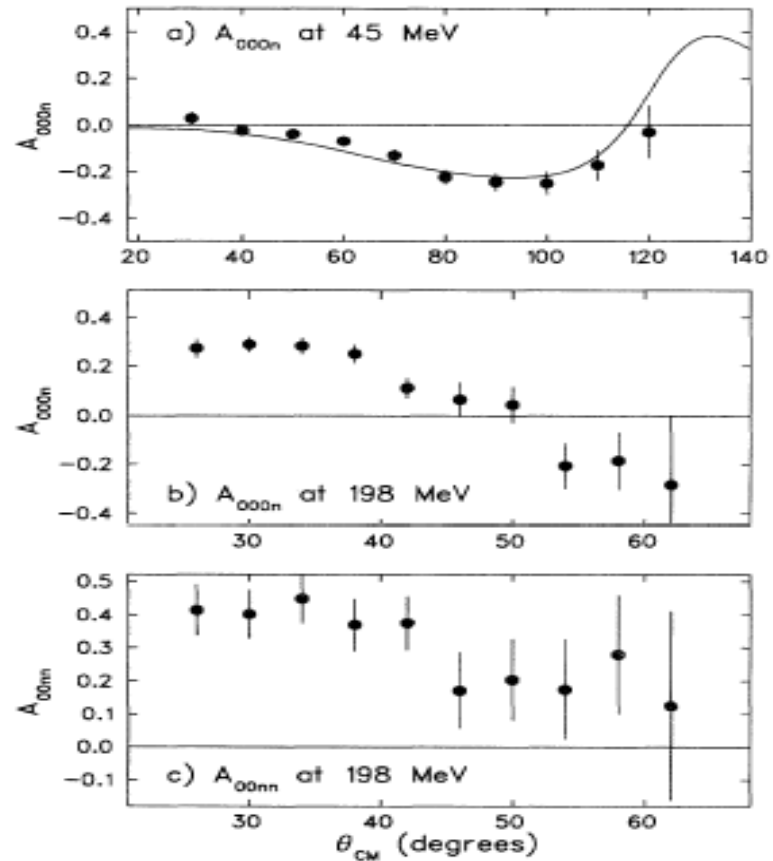 a) A₀₀₀ₙ at 45 MeV
A₀₀₀ₙ
0.4
0.2
0.0
−0.2
−0.4
20 40 60 80 100 120 140
b) A₀₀₀ₙ at 198 MeV
A₀₀₀ₙ
0.4
0.2
0.0
−0.2
−0.4
30 40 50 60
c) A₀₀ₙₙ at 198 MeV
A₀₀ₙₙ
0.5
0.4
0.3
0.2
0.1
0.0
−0.1
30 40 50 60
θ_CM (degrees)